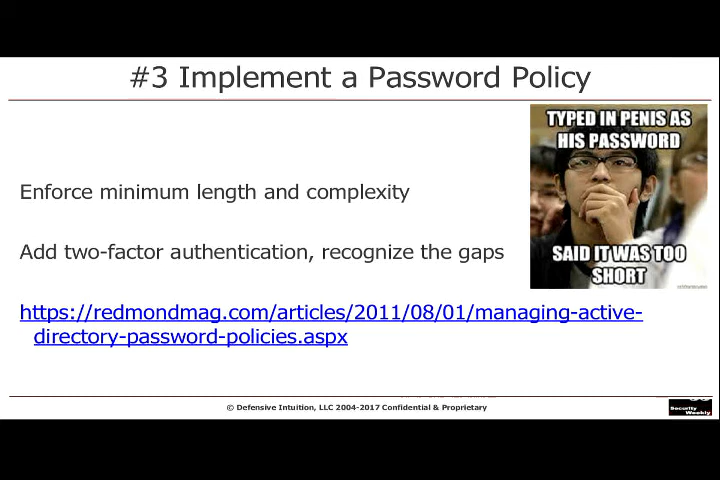 #3 Implement a Password Policy
TYPED IN PENIS AS
HIS PASSWORD
SAID IT WAS TOO
SHORT
Enforce minimum length and complexity
Add two-factor authentication, recognize the gaps
https://redmondmag.com/articles/2011/08/01/managing-active-
directory-password-policies.aspx
© Defensive Intuition, LLC 2004-2017 Confidential & Proprietary
Security
Weekly